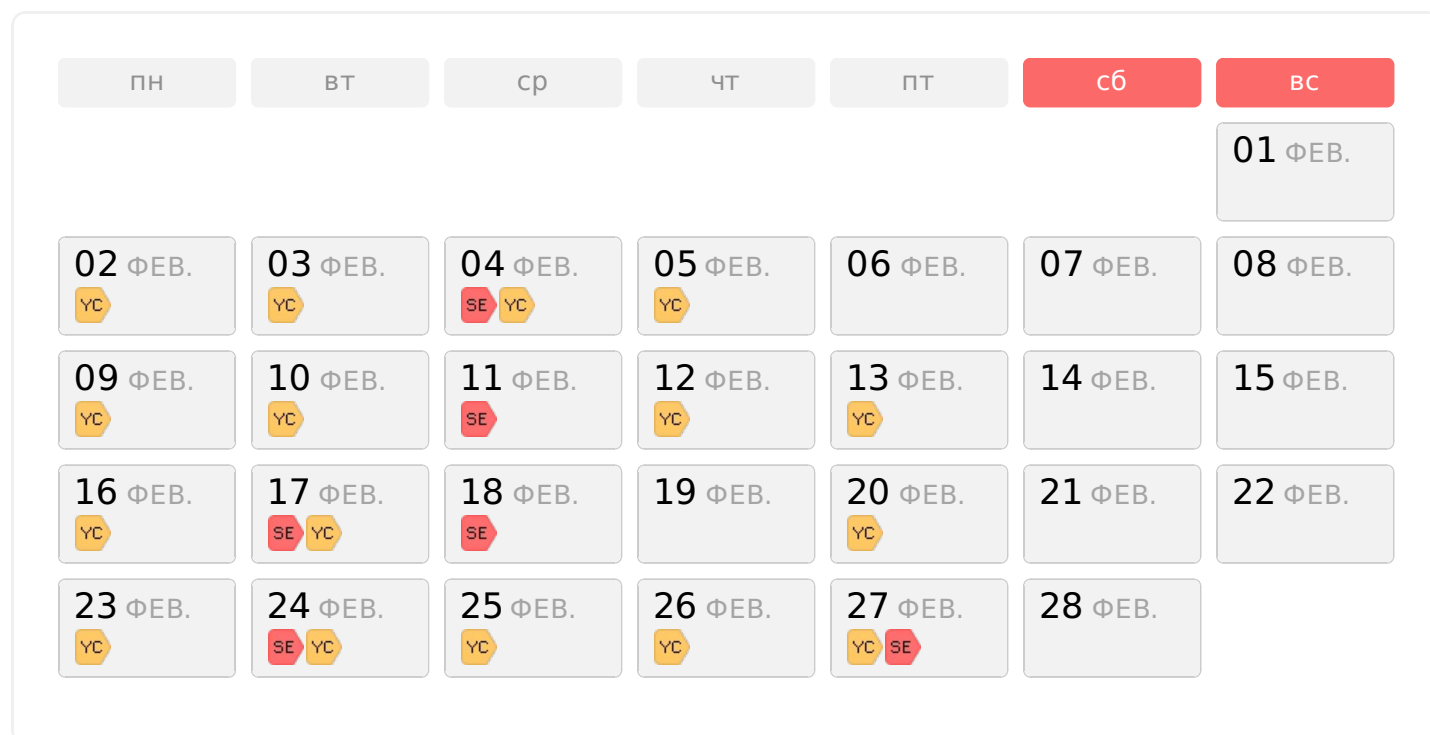 пн вт ср чт пт сб вс
01 ФЕВ.
02 ФЕВ. 03 ФЕВ. 04 ФЕВ. 05 ФЕВ. 06 ФЕВ. 07 ФЕВ. 08 ФЕВ.
YC YC SE YC YC
09 ФЕВ. 10 ФЕВ. 11 ФЕВ. 12 ФЕВ. 13 ФЕВ. 14 ФЕВ. 15 ФЕВ.
YC YC SE YC YC
16 ФЕВ. 17 ФЕВ. 18 ФЕВ. 19 ФЕВ. 20 ФЕВ. 21 ФЕВ. 22 ФЕВ.
YC SE YC SE YC
23 ФЕВ. 24 ФЕВ. 25 ФЕВ. 26 ФЕВ. 27 ФЕВ. 28 ФЕВ.
YC SE YC YC YC YC SE